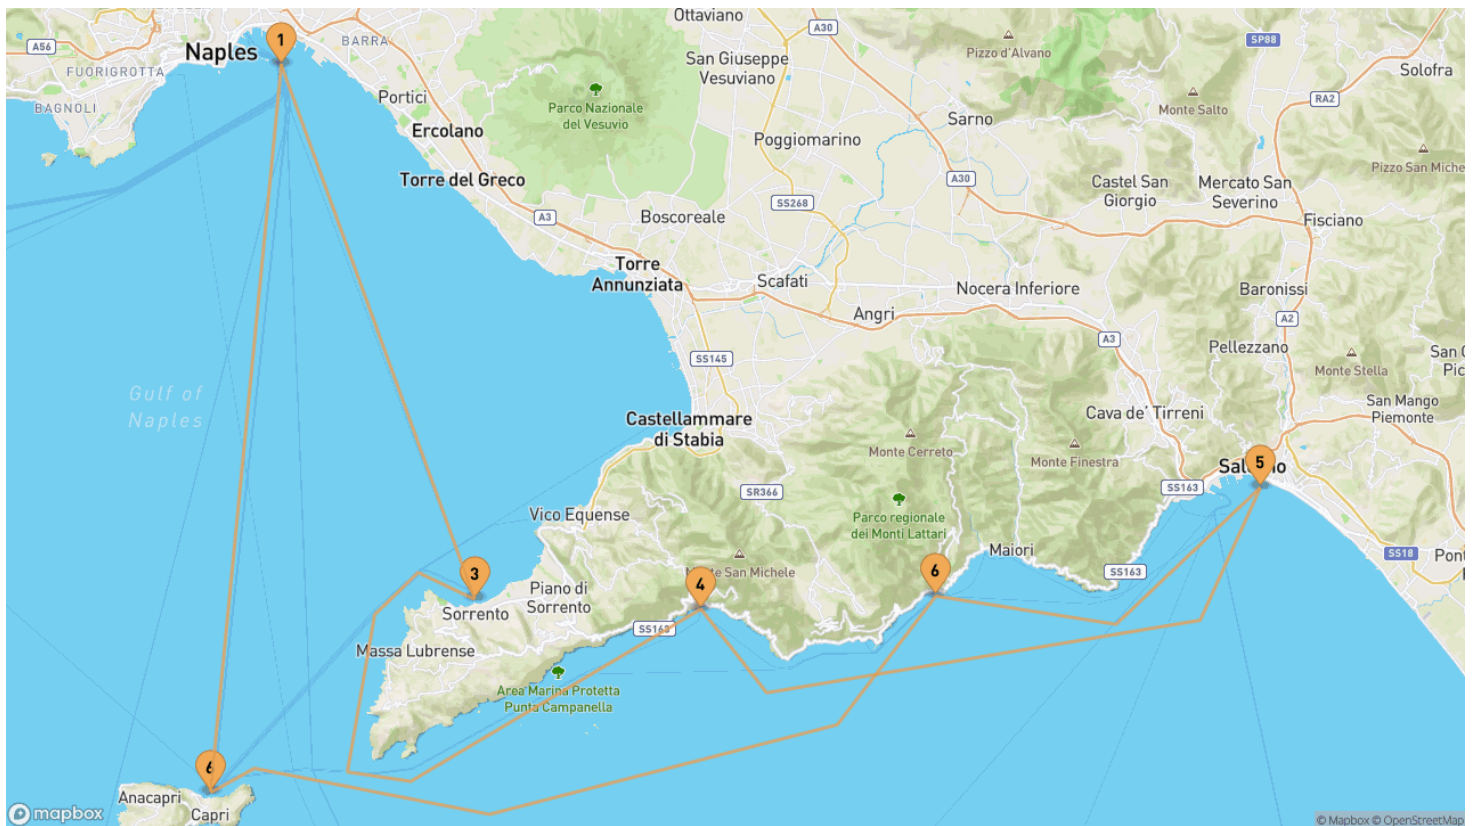 Ottaviano
A30
SP88
1
BARRA
Naples
A56
Pizzo d'Alvano
San Giuseppe
Vesuviano
Solofra
FUORIGROTTA
Portici
Parco Nazionale
del Vesuvio
RA2
BAGNOLI
Monte Salto
Sarno
Ercolano
Poggiomarino
Pizzo San Miche
Torre del Greco
A30
Castel San
Giorgio
Mercato San
Severino
SS268
A3
Boscoreale
Fisciano
Torre
Annunziata
Scafati
Nocera Inferiore
Baronissi
Angri
A2
A3
Pellezzano
SS145
San C
Pic
Monte Stella
Gulf of
Naples
San Mango
Piemonte
Castellammare
di Stabia
Cava de' Tirreni
Monte Cerreto
Monte Finestra
5
SR366
SS163
Vico Equense
Parco regionale
dei Monti Lattari
Maiori
SS18
Pont
3
Piano di
Sorrento
4
6
SS163
Sorrento
SS163
Massa Lubrense
Area Marina Protetta
Punta Campanella
6
Anacapri
Capri
mapbox
© Mapbox © OpenStreetMap